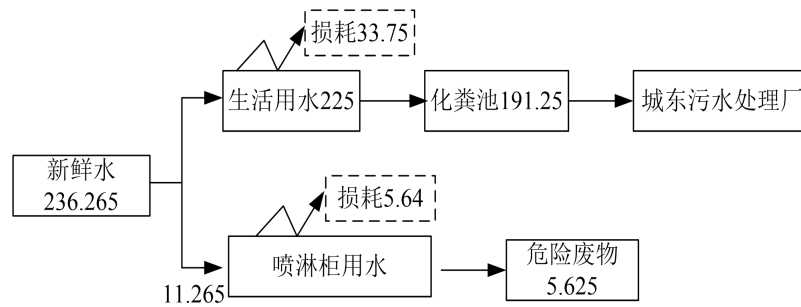 损耗33.75
生活用水225
化粪池191.25
城东污水处理厂
新鲜水
236.265
损耗5.64
喷淋柜用水
危险废物
5.625
11.265